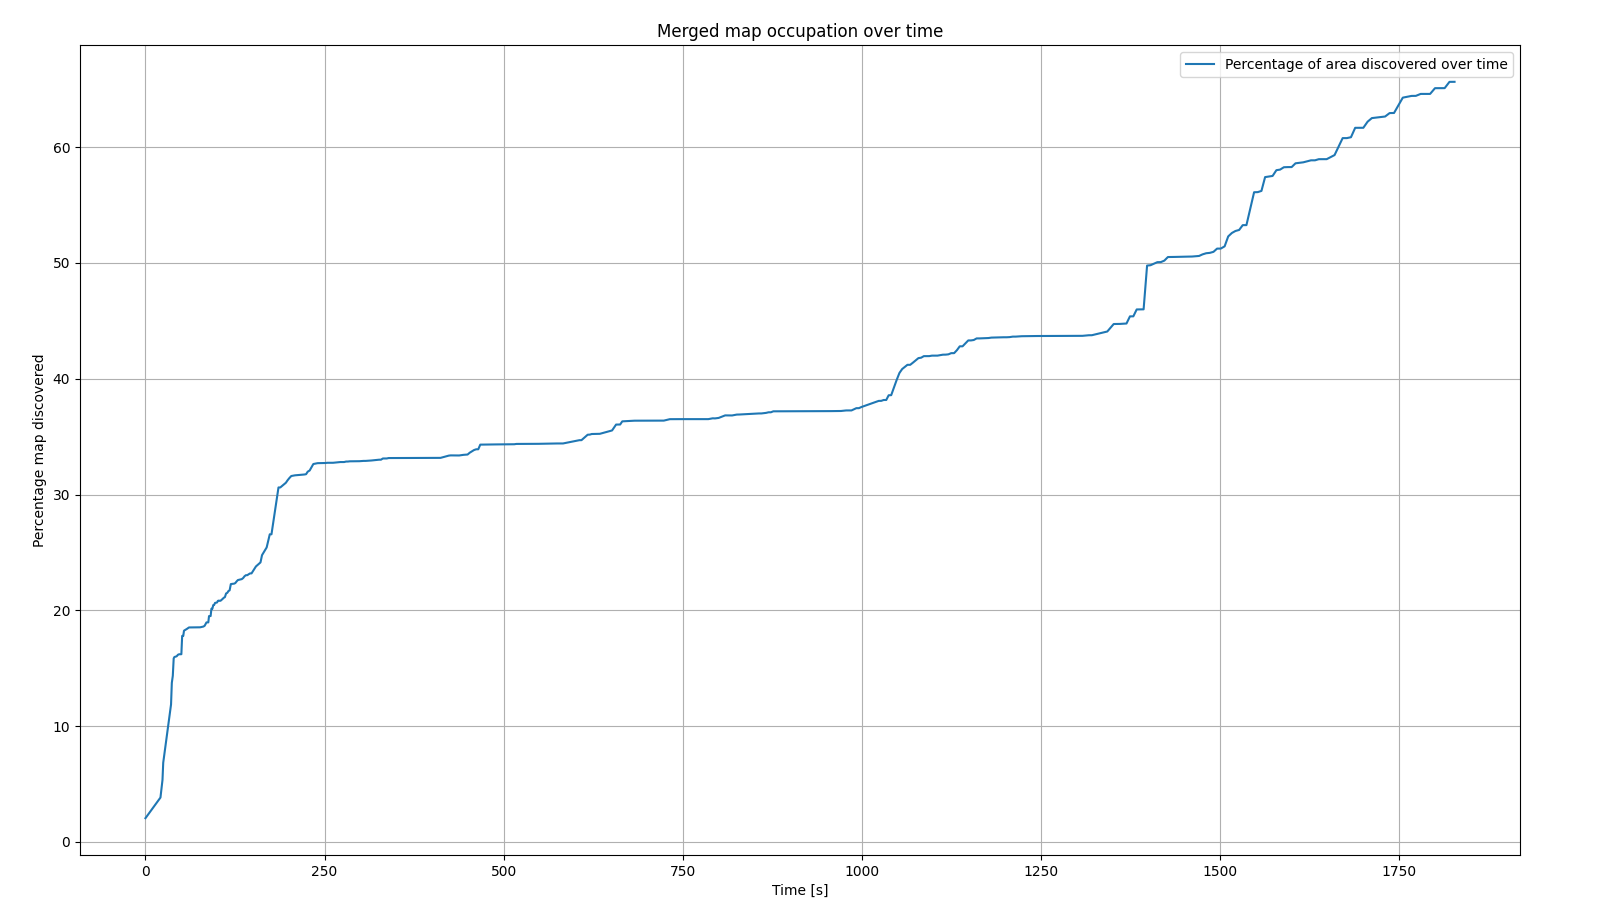 Merged map occupation over time
Percentage of area discovered over time
Percentage map discovered
60
50
40
30
20
10
0
0 250 500 750 1000 1250 1500 1750
Time [s]